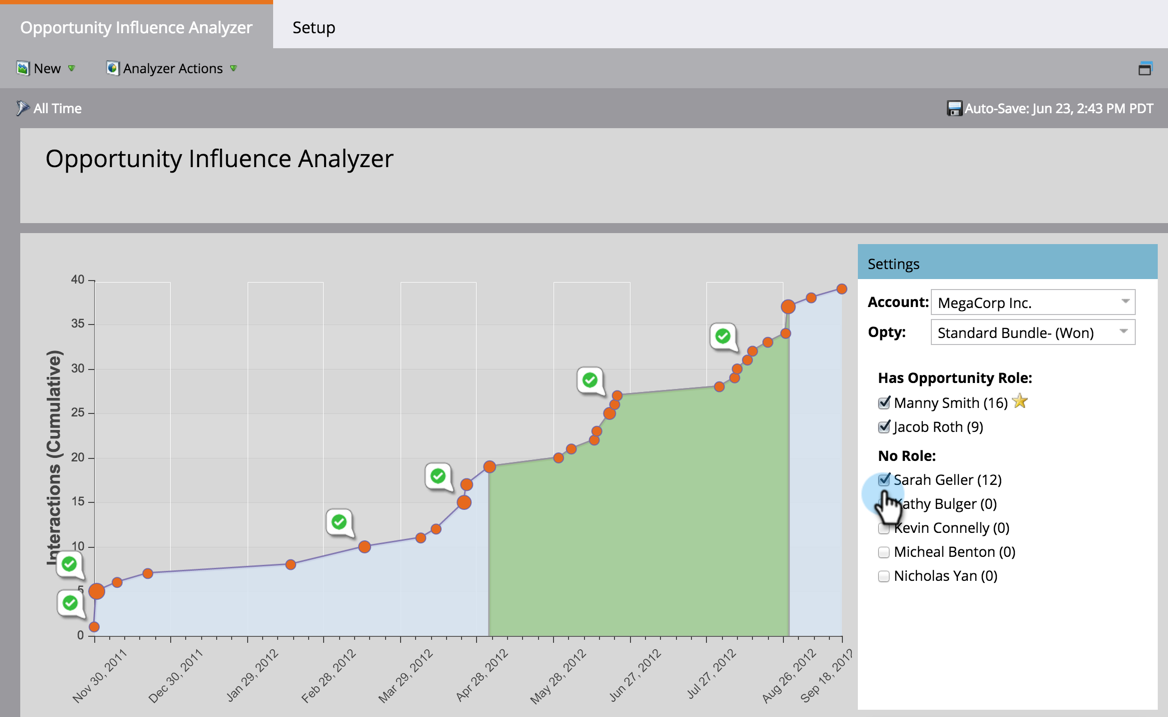 Opportunity Influence Analyzer
Setup
New
Analyzer Actions
All Time
Auto-Save: Jun 23, 2:43 PM PDT
Opportunity Influence Analyzer
Interactions (Cumulative)
40
35
30
25
20
15
10
5
0
Nov 30, 2011
Dec 30, 2011
Jan 29, 2012
Feb 28, 2012
Mar 29, 2012
Apr 28, 2012
May 28, 2012
Jun 27, 2012
Jul 27, 2012
Aug 26, 2012
Sep 18, 2012
Settings
Account: MegaCorp Inc.
Opty: Standard Bundle- (Won)
Has Opportunity Role:
Manny Smith (16)
Jacob Roth (9)
No Role:
Sarah Geller (12)
Kathy Bulger (0)
Kevin Connelly (0)
Micheal Benton (0)
Nicholas Yan (0)